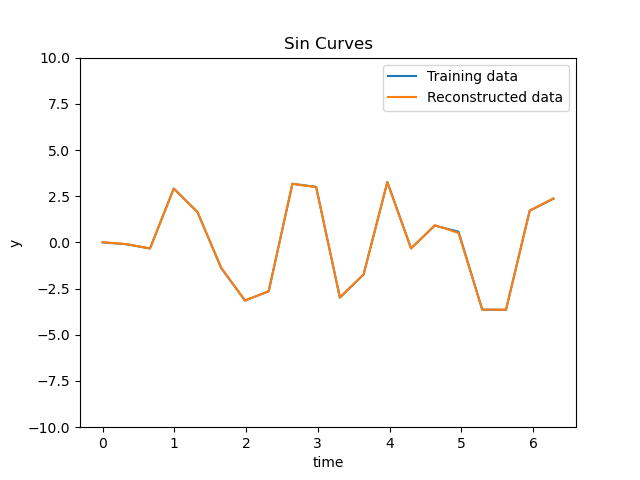 Sin Curves
10.0
7.5
5.0
2.5
0.0
−2.5
−5.0
−7.5
−10.0
y
Training data
Reconstructed data
0 1 2 3 4 5 6
time